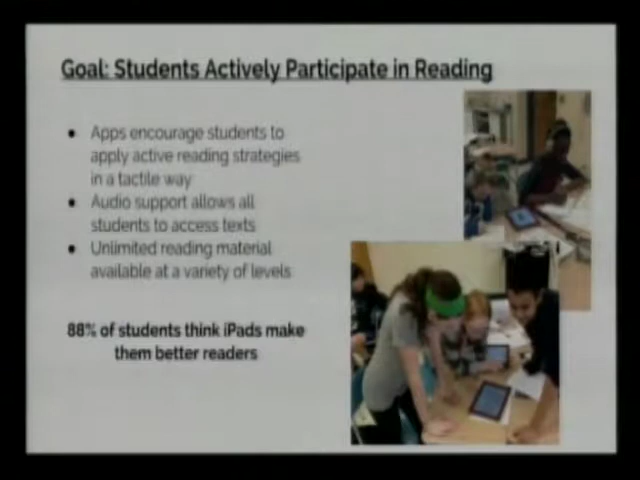 Goal: Students Actively Participate in Reading
● Apps encourage students to
apply active reading strategies
in a tactile way
● Audio support allows all
students to access texts
● Unlimited reading material
available at a variety of levels
88% of students think iPads make
them better readers